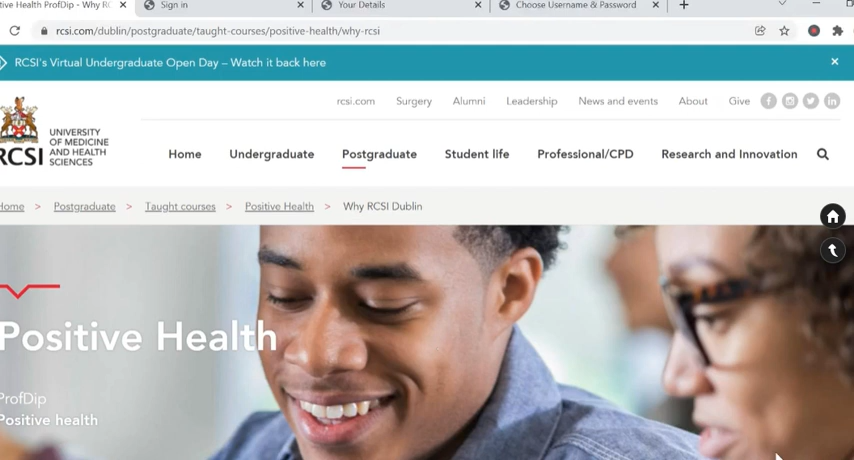 tive Health ProfDip - Why RC
Sign in
Your Details
Choose Username & Password
rcsi.com/dublin/postgraduate/taught-courses/positive-health/why-rcsi
RCSI's Virtual Undergraduate Open Day – Watch it back here
rcsi.com Surgery Alumni Leadership News and events About Give
RCSI
UNIVERSITY
OF MEDICINE
AND HEALTH
SCIENCES
Home Undergraduate Postgraduate Student life Professional/CPD Research and Innovation
Home > Postgraduate > Taught courses > Positive Health > Why RCSI Dublin
Positive Health
ProfDip
Positive health